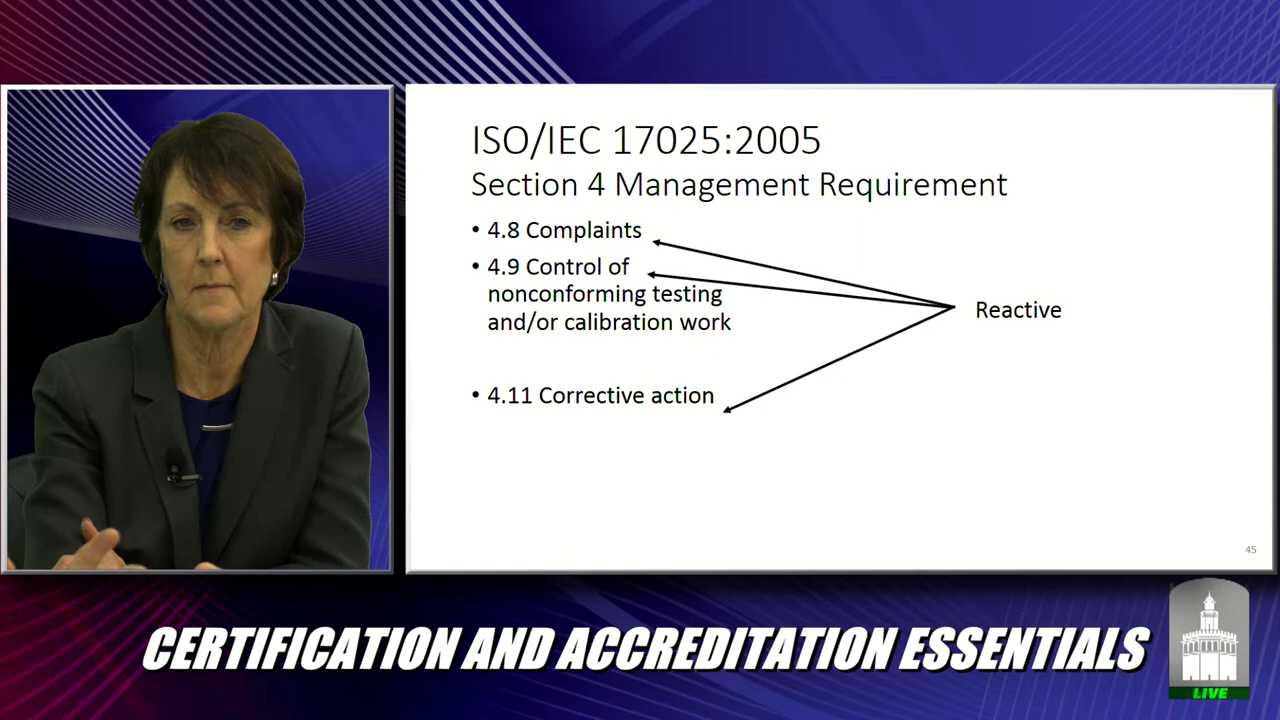 ISO/IEC 17025:2005
Section 4 Management Requirement
• 4.8 Complaints
• 4.9 Control of
nonconforming testing
and/or calibration work
Reactive
• 4.11 Corrective action
45
CERTIFICATION AND ACCREDITATION ESSENTIALS
LIVE